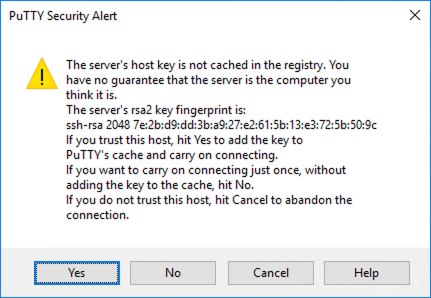 PuTTY Security Alert
The server's host key is not cached in the registry. You
have no guarantee that the server is the computer you
think it is.
The server's rsa2 key fingerprint is:
ssh-rsa 2048 7e:2b:d9:dd:3b:a9:27:e2:61:5b:13:e3:72:5b:50:9c
If you trust this host, hit Yes to add the key to
PuTTY's cache and carry on connecting.
If you want to carry on connecting just once, without
adding the key to the cache, hit No.
If you do not trust this host, hit Cancel to abandon the
connection.
Yes
No
Cancel
Help